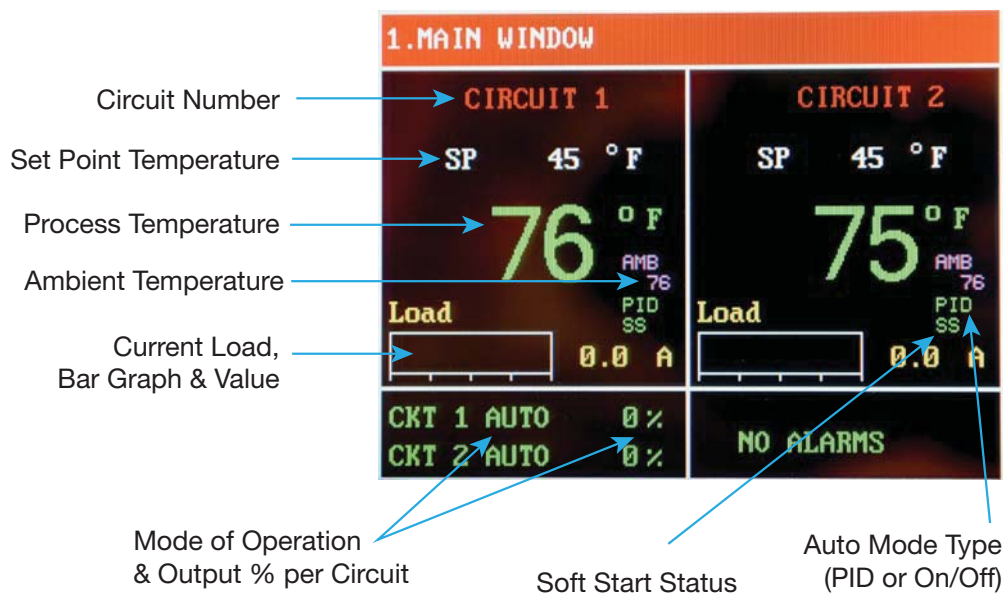 1.MAIN WINDOW
Circuit Number
CIRCUIT 1
CIRCUIT 2
Set Point Temperature
SP 45 °F
SP 45 °F
Process Temperature
76 °F
75 °F
Ambient Temperature
AMB
76
AMB
76
Load
PID
SS
Load
PID
SS
Current Load,
Bar Graph & Value
0.0 A
0.0 A
CKT 1 AUTO 0%
CKT 2 AUTO 0%
NO ALARMS
Mode of Operation
& Output % per Circuit
Soft Start Status
Auto Mode Type
(PID or On/Off)